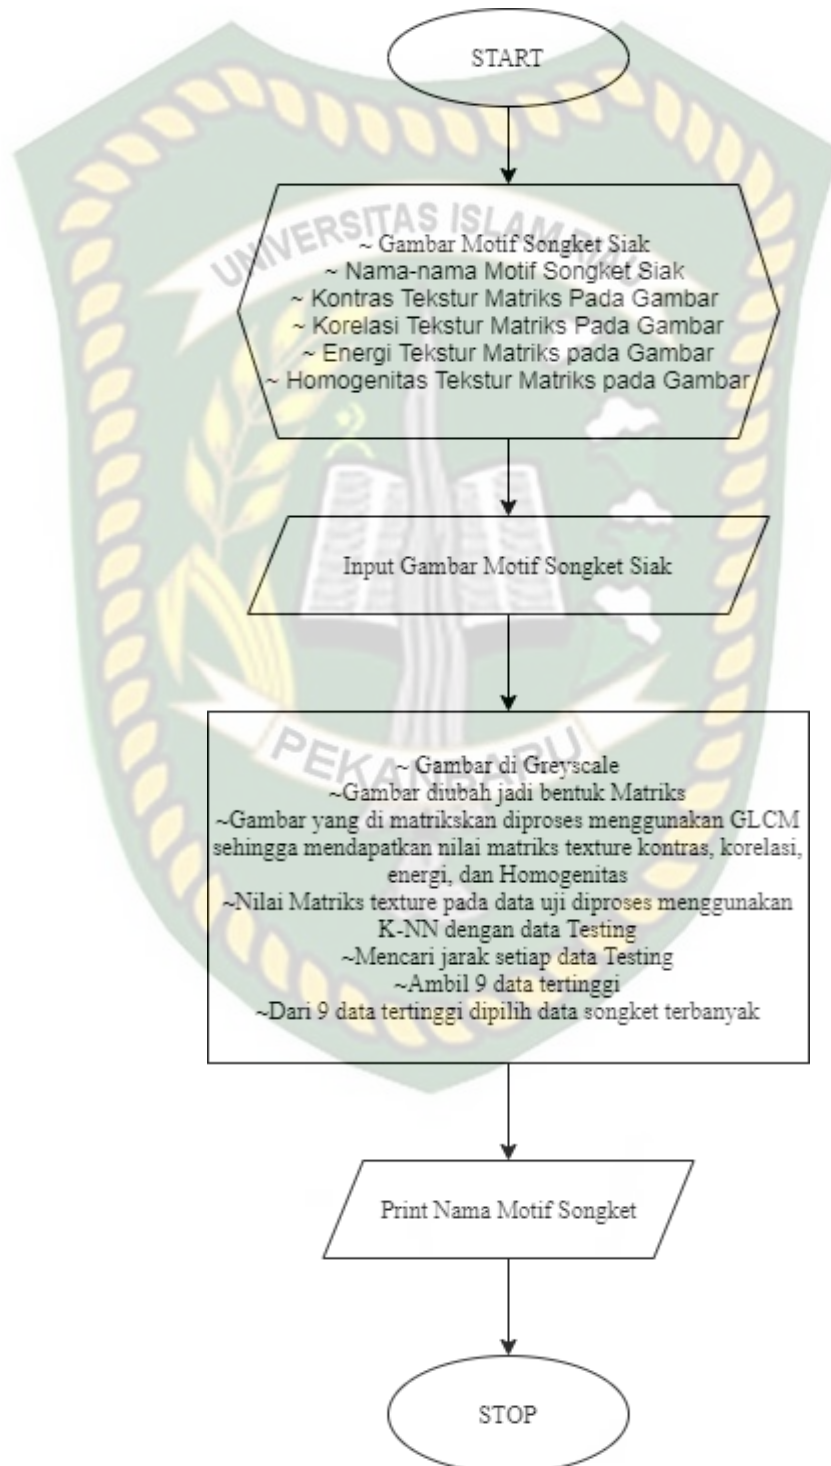 START
UNIVERSITAS ISLAM RIAU
~ Gambar Motif Songket Siak
~ Nama-nama Motif Songket Siak
~ Kontras Tekstur Matriks Pada Gambar
~ Korelasi Tekstur Matriks Pada Gambar
~ Energi Tekstur Matriks pada Gambar
~ Homogenitas Tekstur Matriks pada Gambar
Input Gambar Motif Songket Siak
PEKANBARU
~ Gambar di Greyscale
~Gambar diubah jadi bentuk Matriks
~Gambar yang di matrikskan diproses menggunakan GLCM
sehingga mendapatkan nilai matriks texture kontras, korelasi,
energi, dan Homogenitas
~Nilai Matriks texture pada data uji diproses menggunakan
K-NN dengan data Testing
~Mencari jarak setiap data Testing
~Ambil 9 data tertinggi
~Dari 9 data tertinggi dipilih data songket terbanyak
Print Nama Motif Songket
STOP